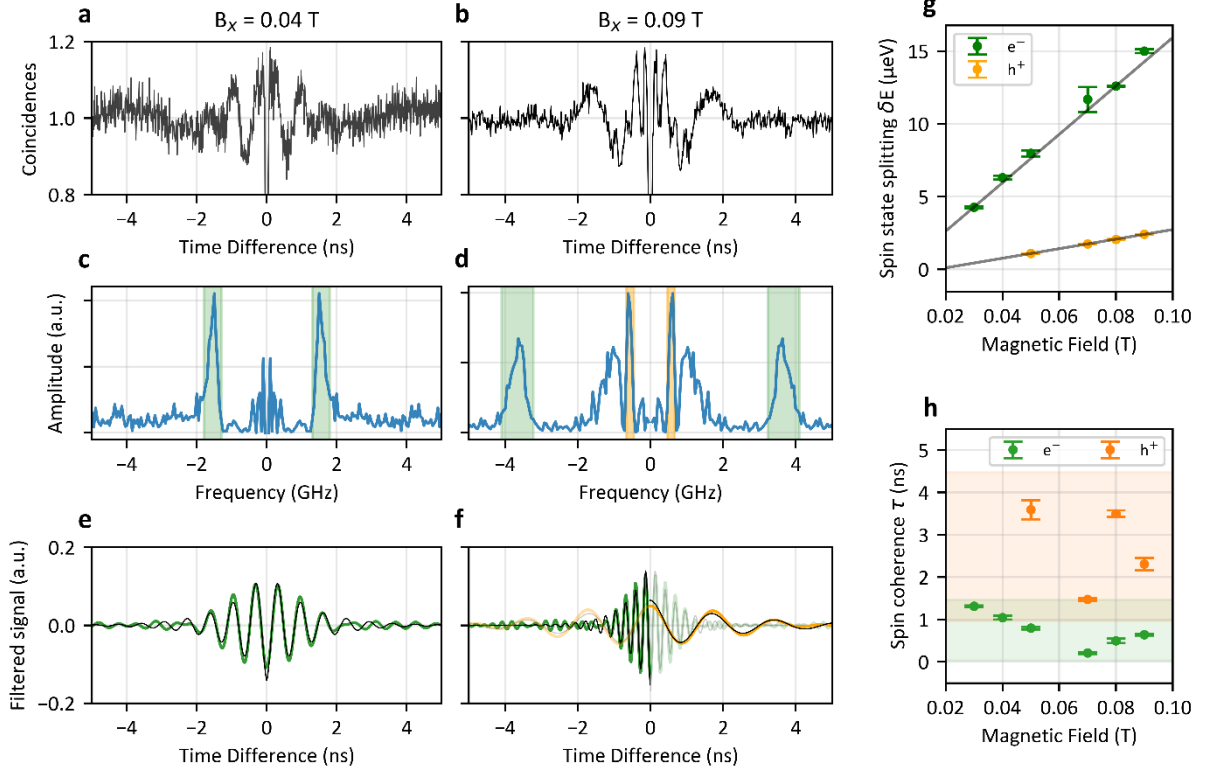 a
Bₓ = 0.04 T
b
Bₓ = 0.09 T
Coincidences
1.2
1.0
0.8
−4
−2
0
2
4
Time Difference (ns)
−4
−2
0
2
4
Time Difference (ns)
c
d
Amplitude (a.u.)
−4
−2
0
2
4
Frequency (GHz)
−4
−2
0
2
4
Frequency (GHz)
e
f
Filtered signal (a.u.)
0.2
0.0
−0.2
−4
−2
0
2
4
Time Difference (ns)
−4
−2
0
2
4
Time Difference (ns)
g
Spin state splitting δE (μeV)
15
10
5
0
e⁻
h⁺
0.02
0.04
0.06
0.08
0.10
Magnetic Field (T)
h
Spin coherence τ (ns)
5
4
3
2
1
0
e⁻
h⁺
0.02
0.04
0.06
0.08
0.10
Magnetic Field (T)